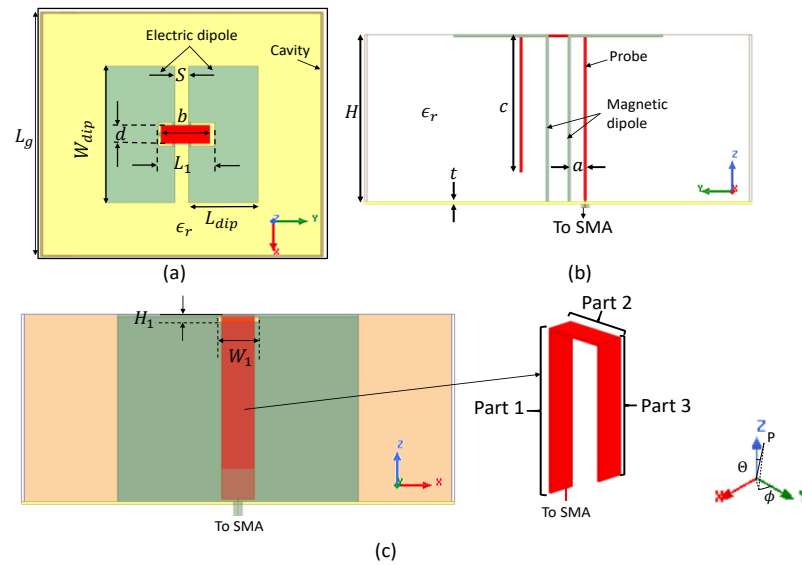 Electric dipole
Cavity
S
b
d
L_g
W_dip
L_1
L_dip
ϵ_r
Z
Y
X
(a)
H
ϵ_r
c
Probe
Magnetic
dipole
a
t
Z
Y
X
To SMA
(b)
H_1
W_1
Z
X
Y
To SMA
Part 2
Part 1
Part 3
To SMA
Z
P
Θ
ϕ
X
Y
(c)